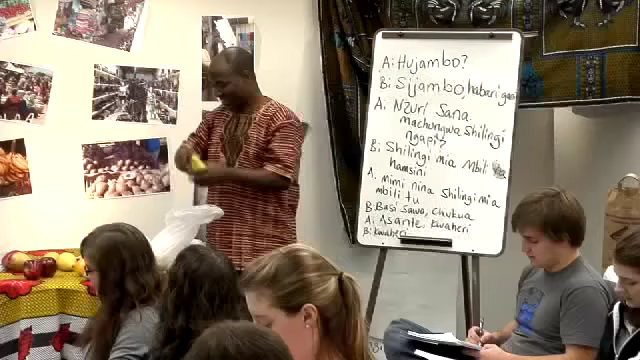 A: Hujambo?
B: Sijambo, habari gani
A: Nzuri Sana.
machungwa Shilingi
ngapi?
B: Shilingi mia mbili na
hamsini
A: mimi nina Shilingi mia
mbili tu
B: Basi Sawa, Chukua
A: Asante, Kwaheri
B: Kwaheri